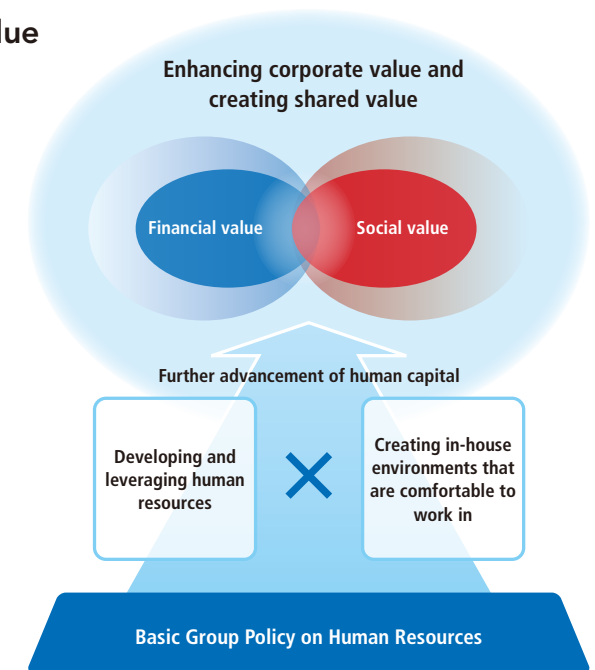 lue
Enhancing corporate value and
creating shared value
Financial value
Social value
Further advancement of human capital
Developing and
leveraging human
resources
×
Creating in-house
environments that
are comfortable to
work in
Basic Group Policy on Human Resources